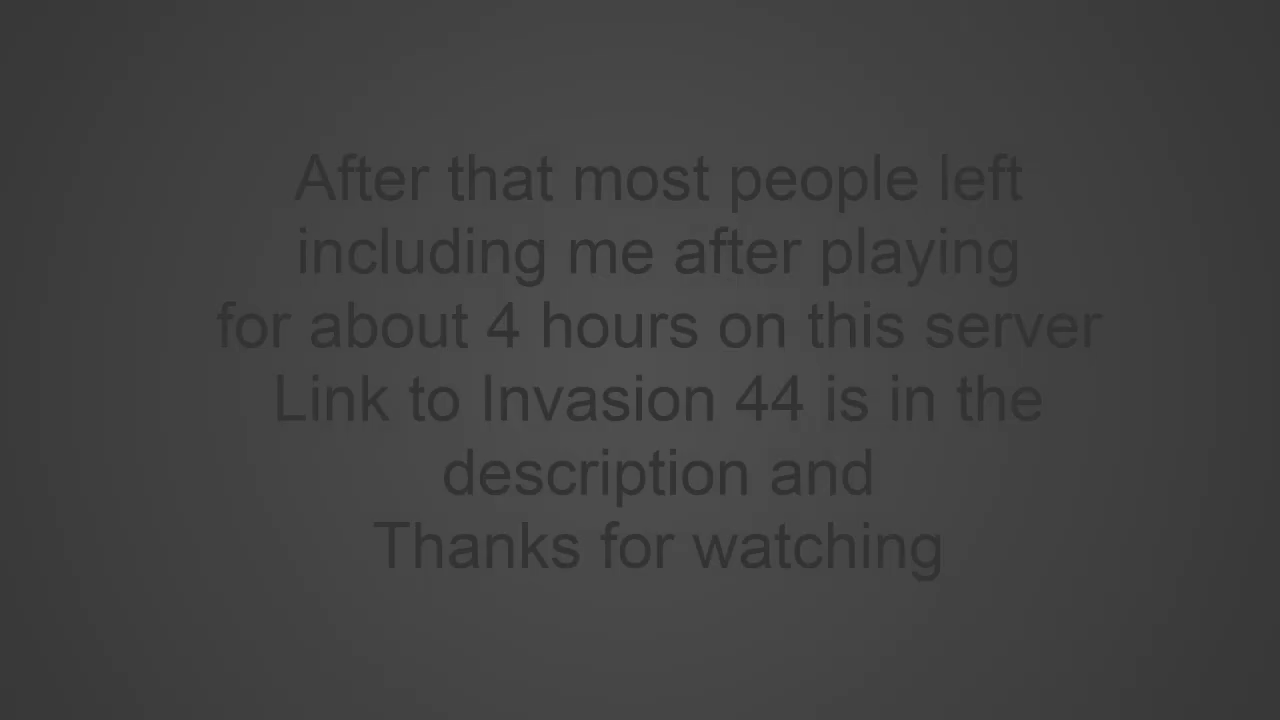 After that most people left
including me after playing
for about 4 hours on this server
Link to Invasion 44 is in the
description and
Thanks for watching